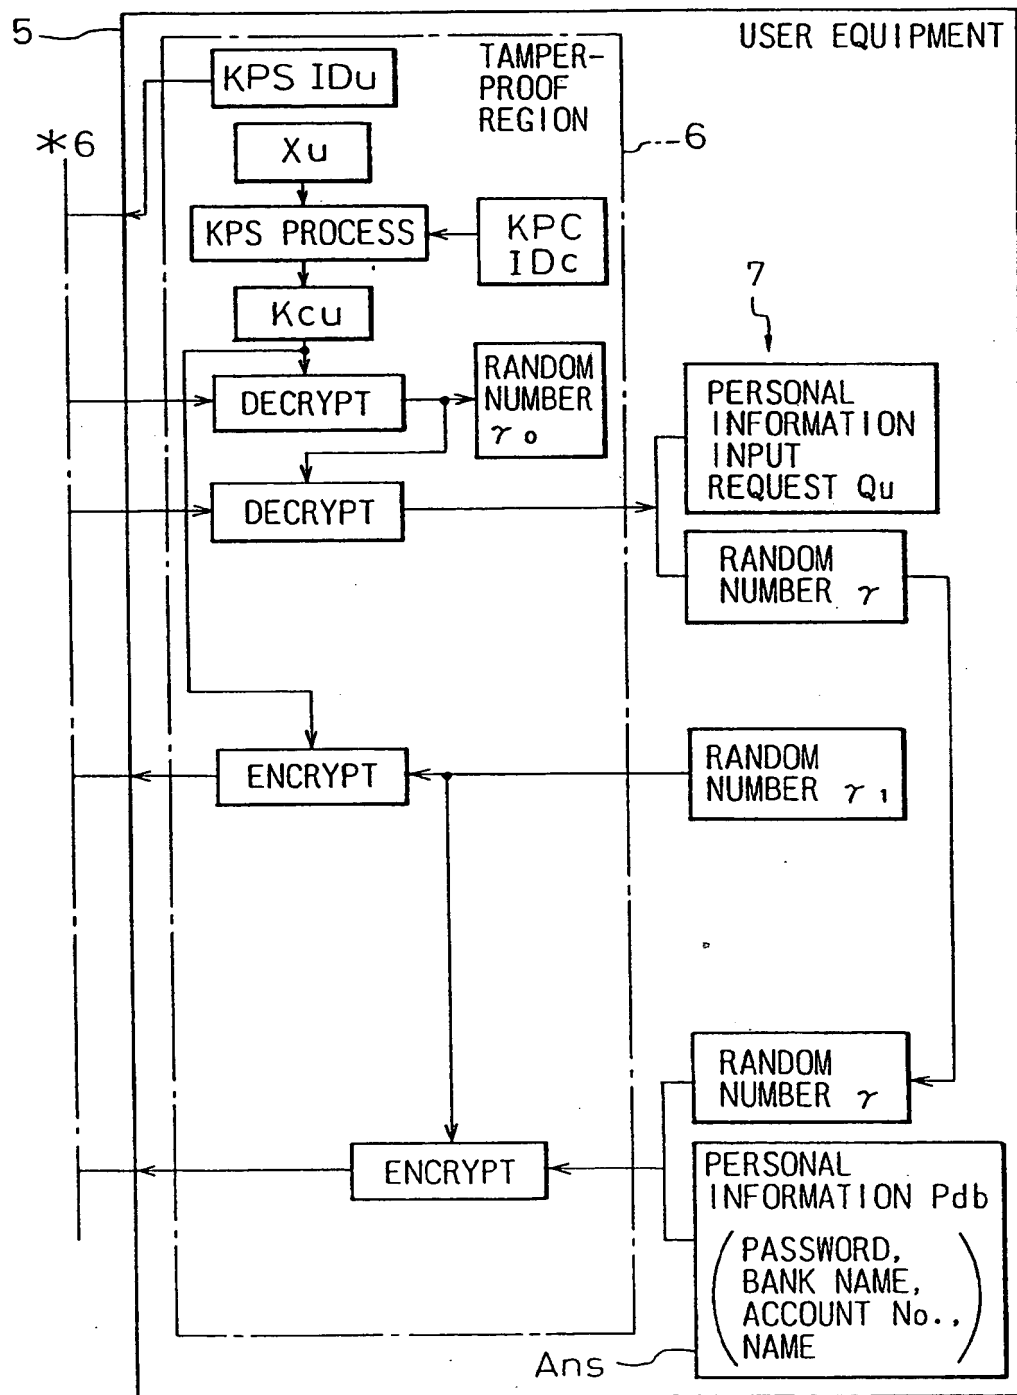 5
USER EQUIPMENT
KPS IDu
TAMPER-
PROOF
REGION
*6
6
Xu
KPS PROCESS
KPC
IDc
Kcu
7
DECRYPT
RANDOM
NUMBER
γ0
PERSONAL
INFORMATION
INPUT
REQUEST Qu
DECRYPT
RANDOM
NUMBER γ
ENCRYPT
RANDOM
NUMBER γ1
RANDOM
NUMBER γ
ENCRYPT
PERSONAL
INFORMATION Pdb
(PASSWORD,
BANK NAME,
ACCOUNT No.,
NAME)
Ans